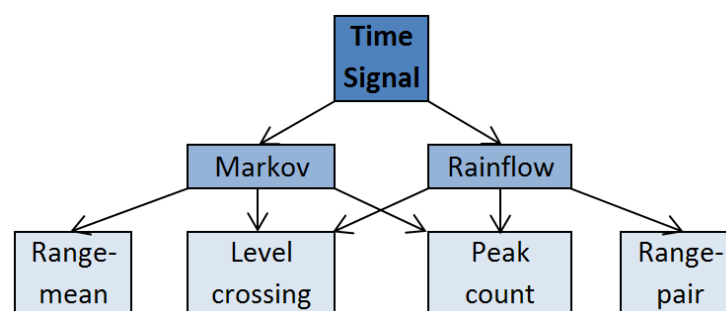 Time
Signal
Markov
Rainflow
Range-
mean
Level
crossing
Peak
count
Range-
pair